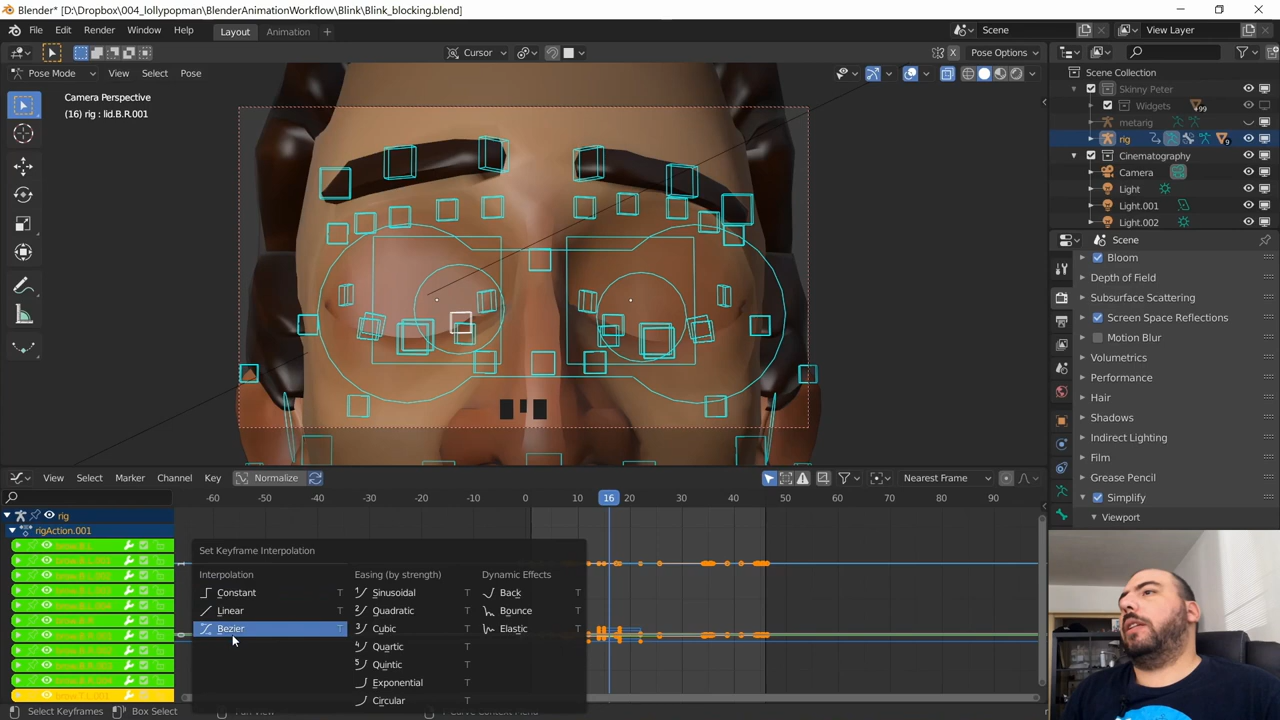 Blender* [D:\Dropbox\004_lollypopman\BlenderAnimationWorkflow\Blink\Blink_blocking.blend]
File Edit Render Window Help Layout Animation + Scene View Layer
Cursor Pose Options
Pose Mode View Select Pose
Camera Perspective
(16) rig : lid.B.R.001
Scene Collection
Skinny Peter
Widgets 99
metarig
rig 9
Cinematography
Camera
Light
Light.001
Light.002
Scene
Bloom
Depth of Field
Subsurface Scattering
Screen Space Reflections
Motion Blur
Volumetrics
Performance
Hair
Shadows
Indirect Lighting
Film
Grease Pencil
Simplify
Viewport
View Select Marker Channel Key Normalize Nearest Frame
-60 -50 -40 -30 -20 -10 0 10 16 20 30 40 50 60 70 80 90
rig
rigAction.001
Set Keyframe Interpolation
Interpolation Easing (by strength) Dynamic Effects
Constant T Sinusoidal T Back T
Linear T Quadratic T Bounce T
Bezier T Cubic T Elastic T
Quartic T
Quintic T
Exponential T
Circular T
Select Keyframes Box Select